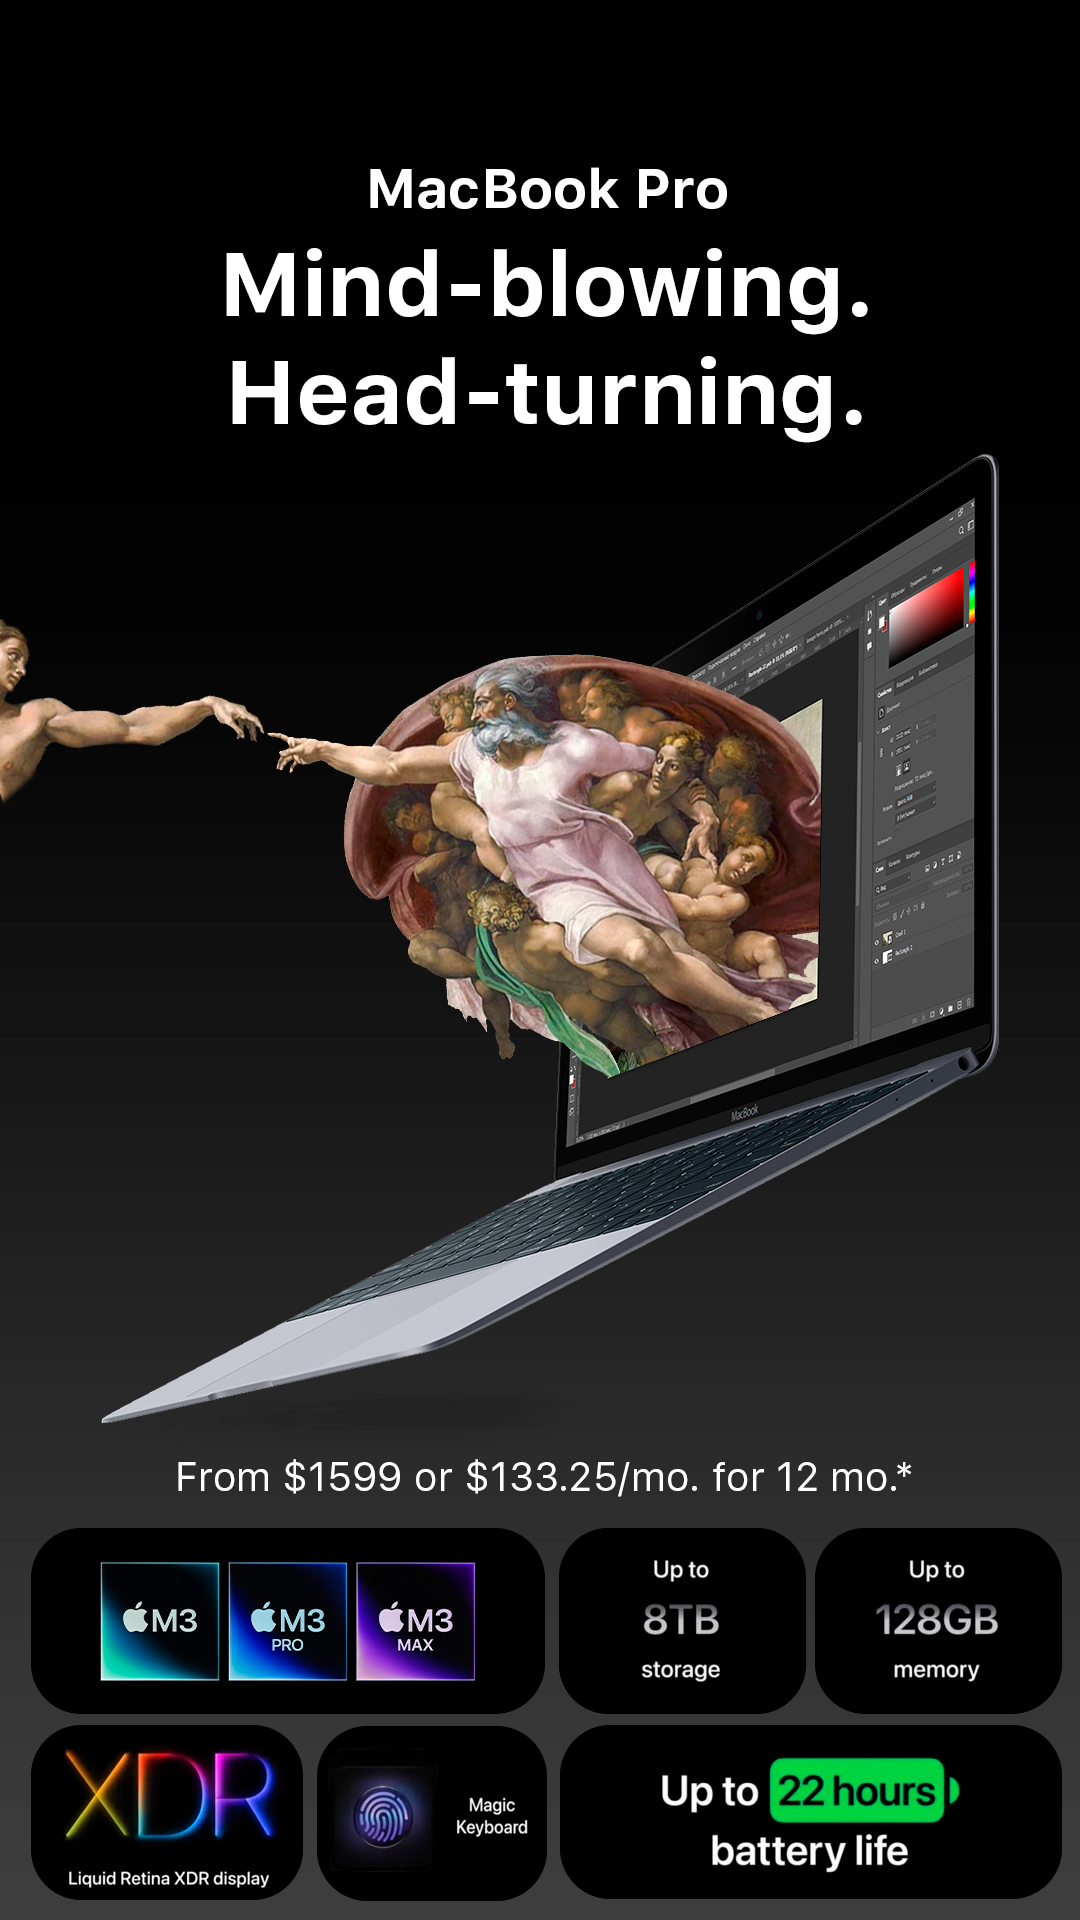 MacBook Pro
Mind-blowing.
Head-turning.
MacBook
From $1599 or $133.25/mo. for 12 mo.*
M3
M3
PRO
M3
MAX
Up to
8TB
storage
Up to
128GB
memory
XDR
Liquid Retina XDR display
Magic
Keyboard
Up to 22 hours
battery life